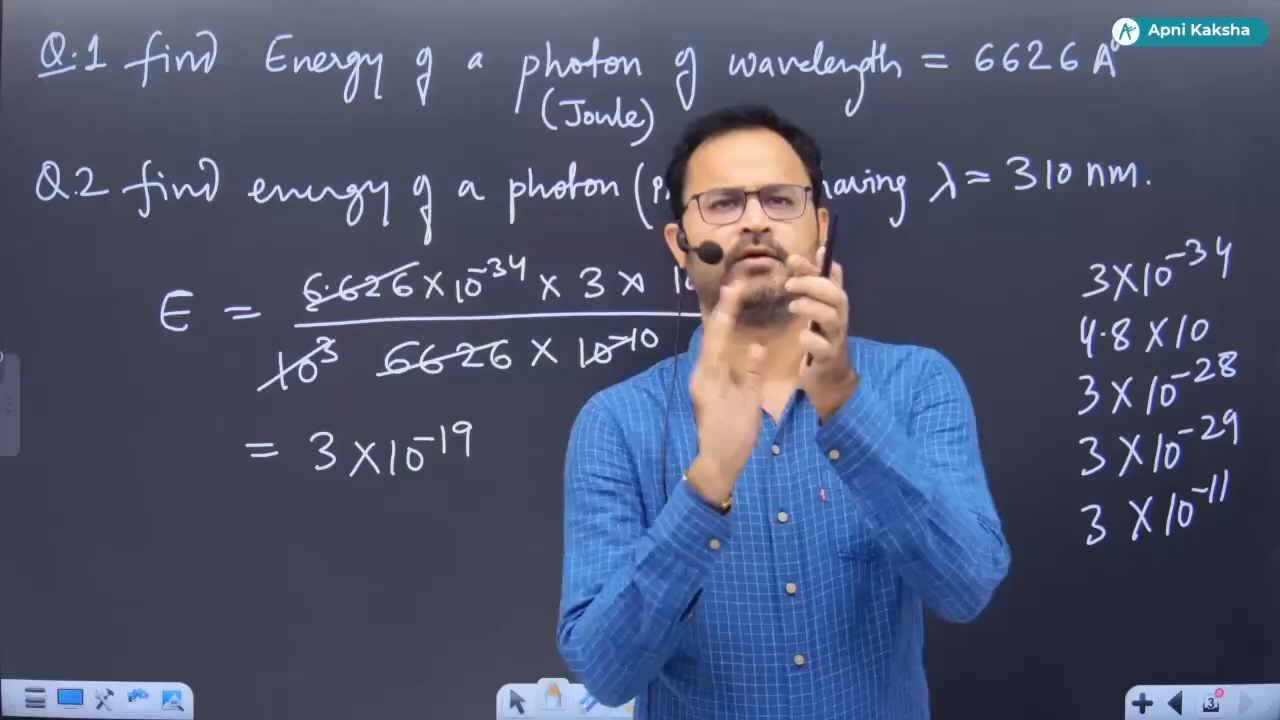 Apni Kaksha
Q.1 find Energy of a photon of wavelength = 6626 A°
(Joule)
Q.2 find energy of a photon ( having λ = 310 nm.
E = 6.626 × 10⁻³⁴ × 3 ×
10³ 6626 × 10⁻¹⁰
= 3 × 10⁻¹⁹
3 × 10⁻³⁴
4.8 × 10
3 × 10⁻²⁸
3 × 10⁻²⁹
3 × 10⁻¹¹
3